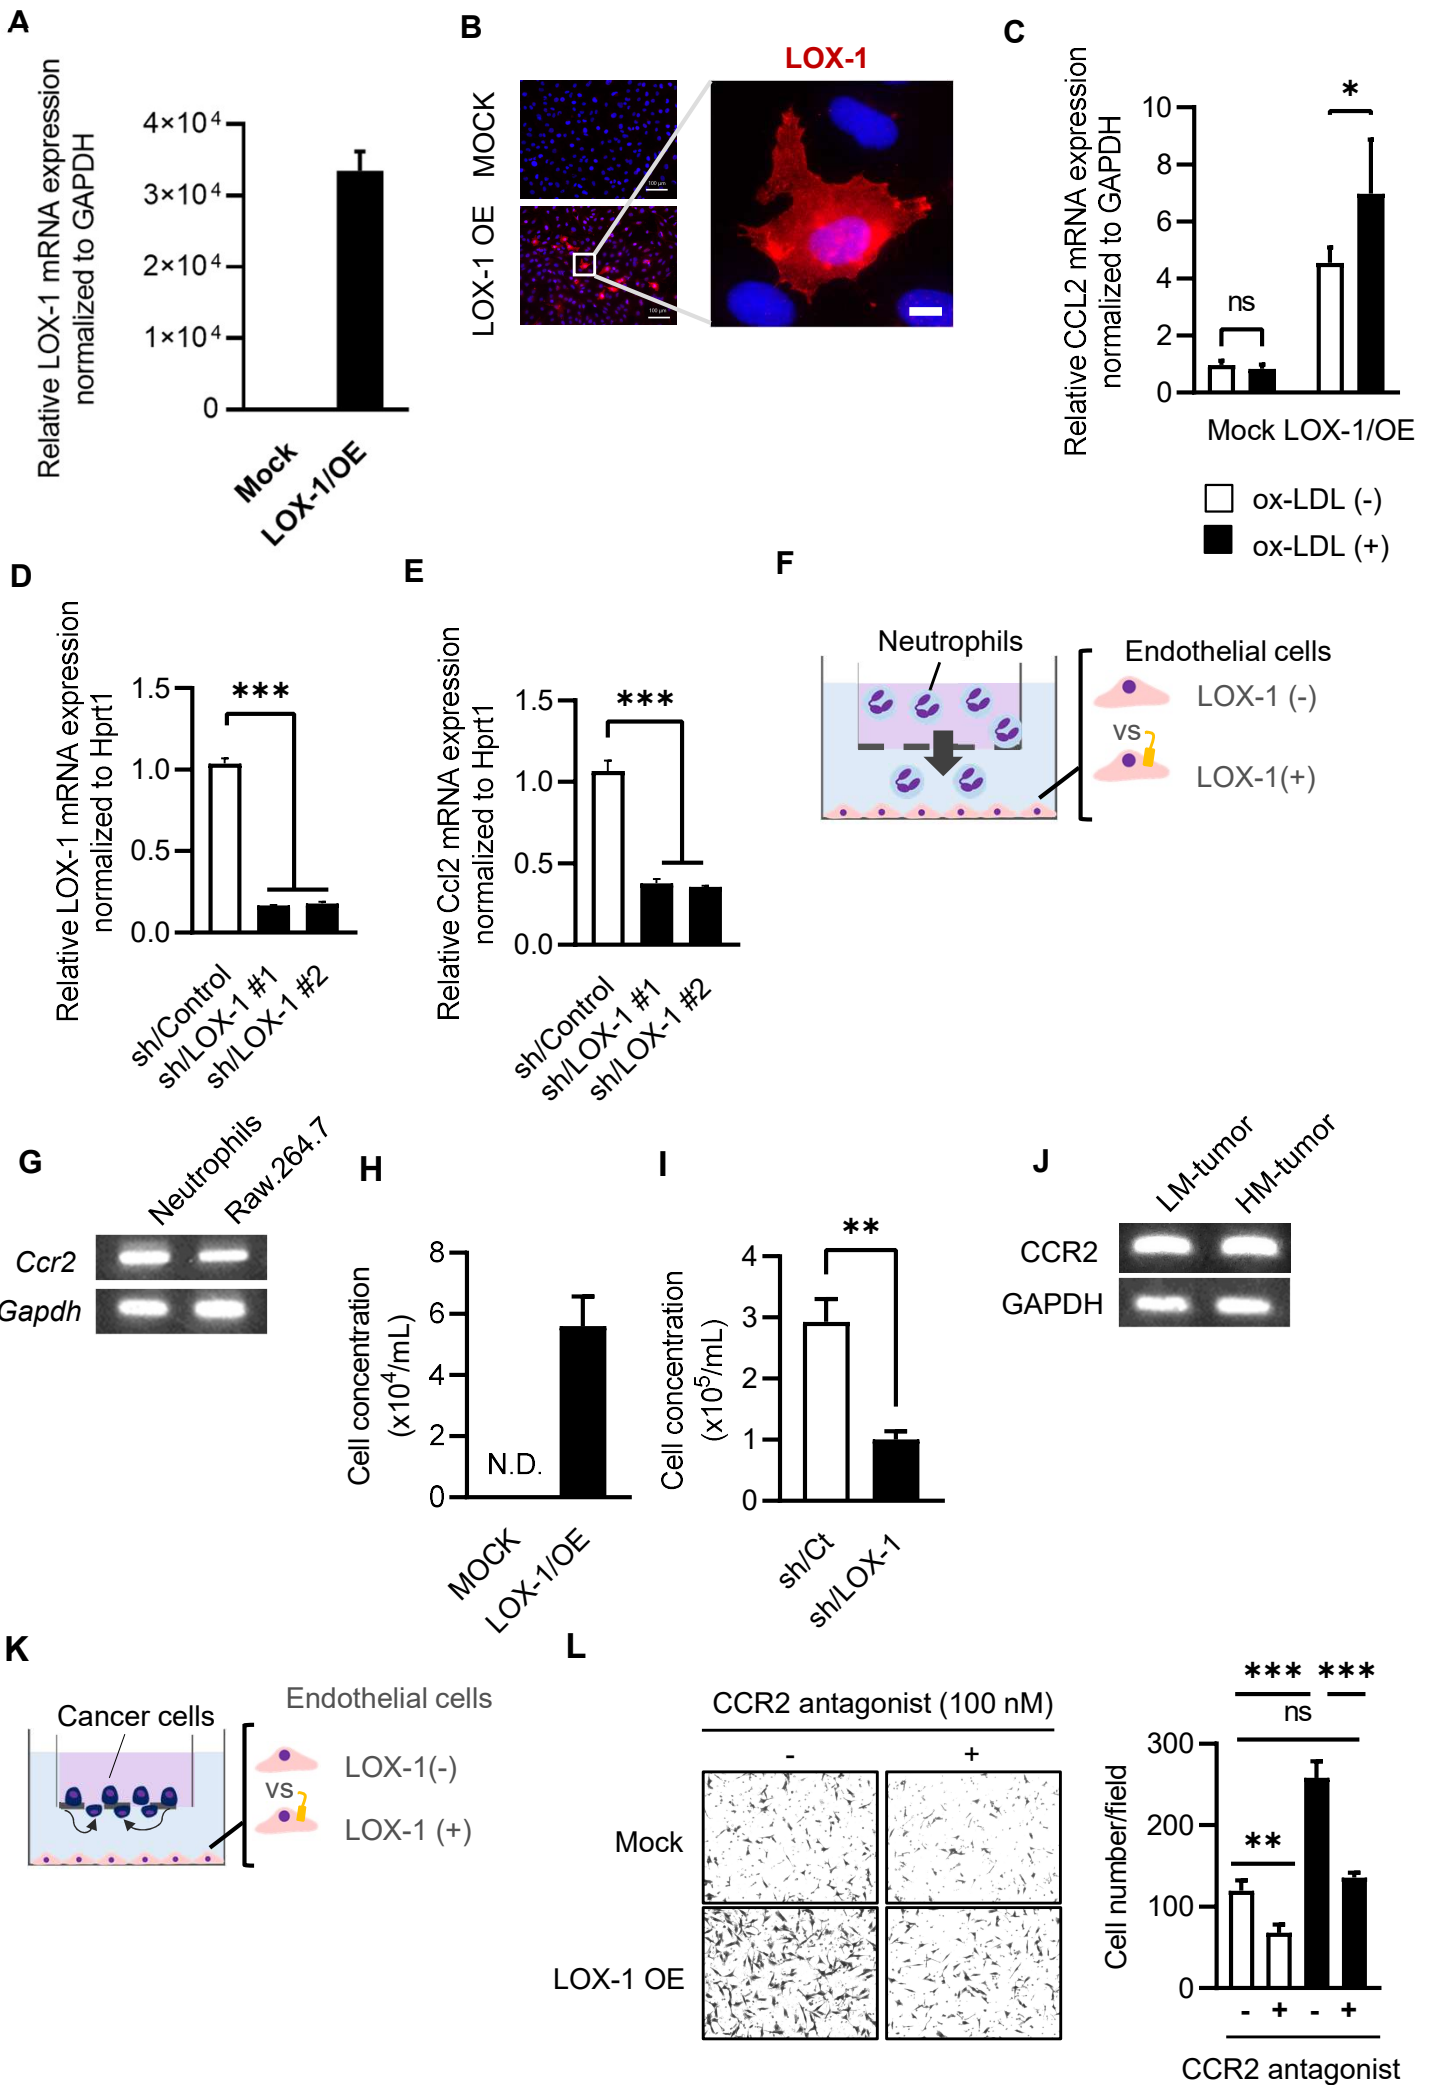 A
Relative LOX-1 mRNA expression
normalized to GAPDH
4×10⁴
3×10⁴
2×10⁴
1×10⁴
0
Mock
LOX-1/OE
B
LOX-1
MOCK
LOX-1 OE
100 μm
100 μm
C
Relative CCL2 mRNA expression
normalized to GAPDH
10
8
6
4
2
0
ns
*
Mock LOX-1/OE
ox-LDL (-)
ox-LDL (+)
D
Relative LOX-1 mRNA expression
normalized to Hprt1
1.5
1.0
0.5
0.0
***
sh/Control
sh/LOX-1 #1
sh/LOX-1 #2
E
Relative Ccl2 mRNA expression
normalized to Hprt1
1.5
1.0
0.5
0.0
***
sh/Control
sh/LOX-1 #1
sh/LOX-1 #2
F
Neutrophils
Endothelial cells
LOX-1 (-)
vs
LOX-1(+)
G
Neutrophils
Raw.264.7
Ccr2
Gapdh
H
Cell concentration
(x10⁴/mL)
8
6
4
2
0
N.D.
MOCK
LOX-1/OE
I
Cell concentration
(x10⁵/mL)
4
3
2
1
0
**
sh/Ct
sh/LOX-1
J
LM-tumor
HM-tumor
CCR2
GAPDH
K
Cancer cells
Endothelial cells
LOX-1(-)
vs
LOX-1 (+)
L
CCR2 antagonist (100 nM)
- +
Mock
LOX-1 OE
Cell number/field
300
200
100
0
*** ***
ns
**
- + - +
CCR2 antagonist